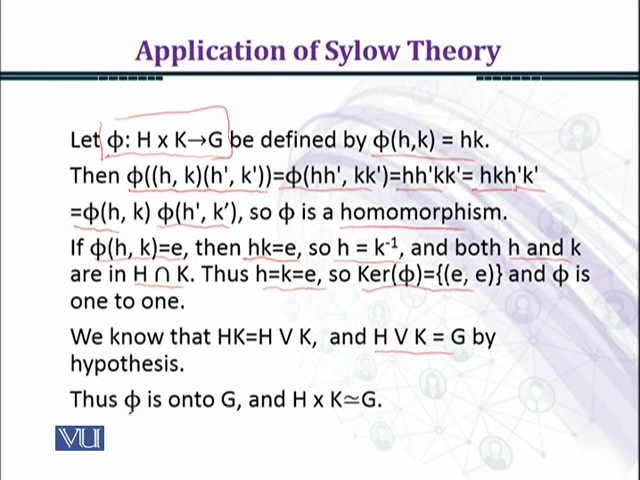 Application of Sylow Theory
Let ϕ: H x K→G be defined by ϕ(h,k) = hk.
Then ϕ((h, k)(h', k'))=ϕ(hh', kk')=hh'kk'= hkh'k'
=ϕ(h, k) ϕ(h', k’), so ϕ is a homomorphism.
If ϕ(h, k)=e, then hk=e, so h = k⁻¹, and both h and k
are in H ∩ K. Thus h=k=e, so Ker(ϕ)={(e, e)} and ϕ is
one to one.
We know that HK=H V K,  and H V K = G by
hypothesis.
Thus ϕ is onto G, and H x K≃G.
VU